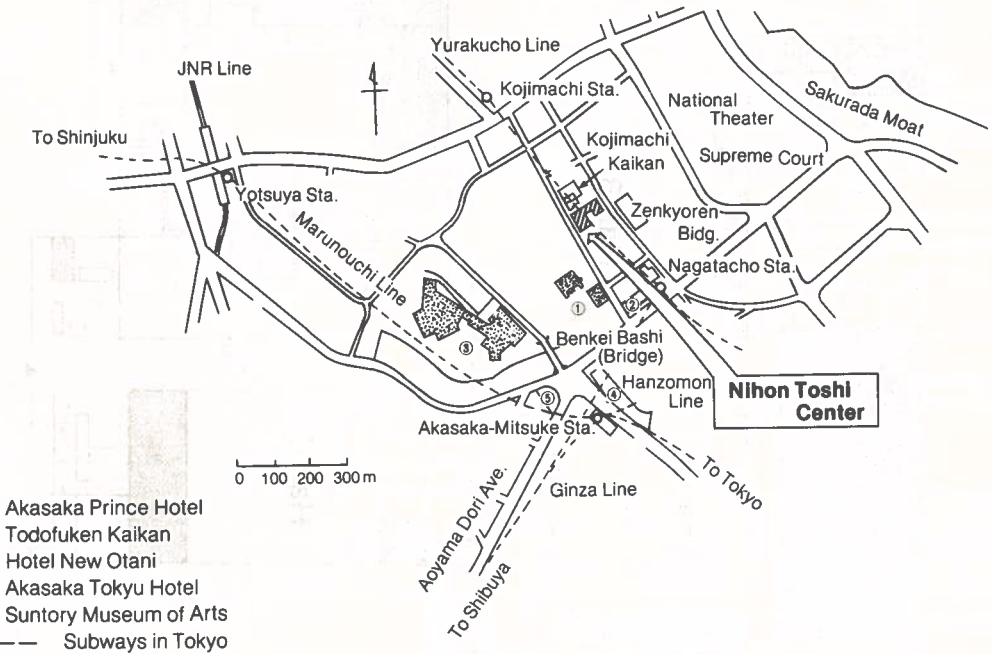 Yurakucho Line
JNR Line
Kojimachi Sta.
To Shinjuku
National
Theater
Sakurada Moat
Kojimachi
Kaikan
Supreme Court
Yotsuya Sta.
Zenkyoren
Bidg.
Marunouchi Line
Nagatacho Sta.
①
②
③
Benkei Bashi
(Bridge)
Hanzomon
Line
Nihon Toshi
Center
④
⑤
Akasaka-Mitsuke Sta.
To Tokyo
0 100 200 300 m
Ginza Line
Aoyama Dori Ave.
To Shibuya
Akasaka Prince Hotel
Todofuken Kaikan
Hotel New Otani
Akasaka Tokyu Hotel
Suntory Museum of Arts
Subways in Tokyo